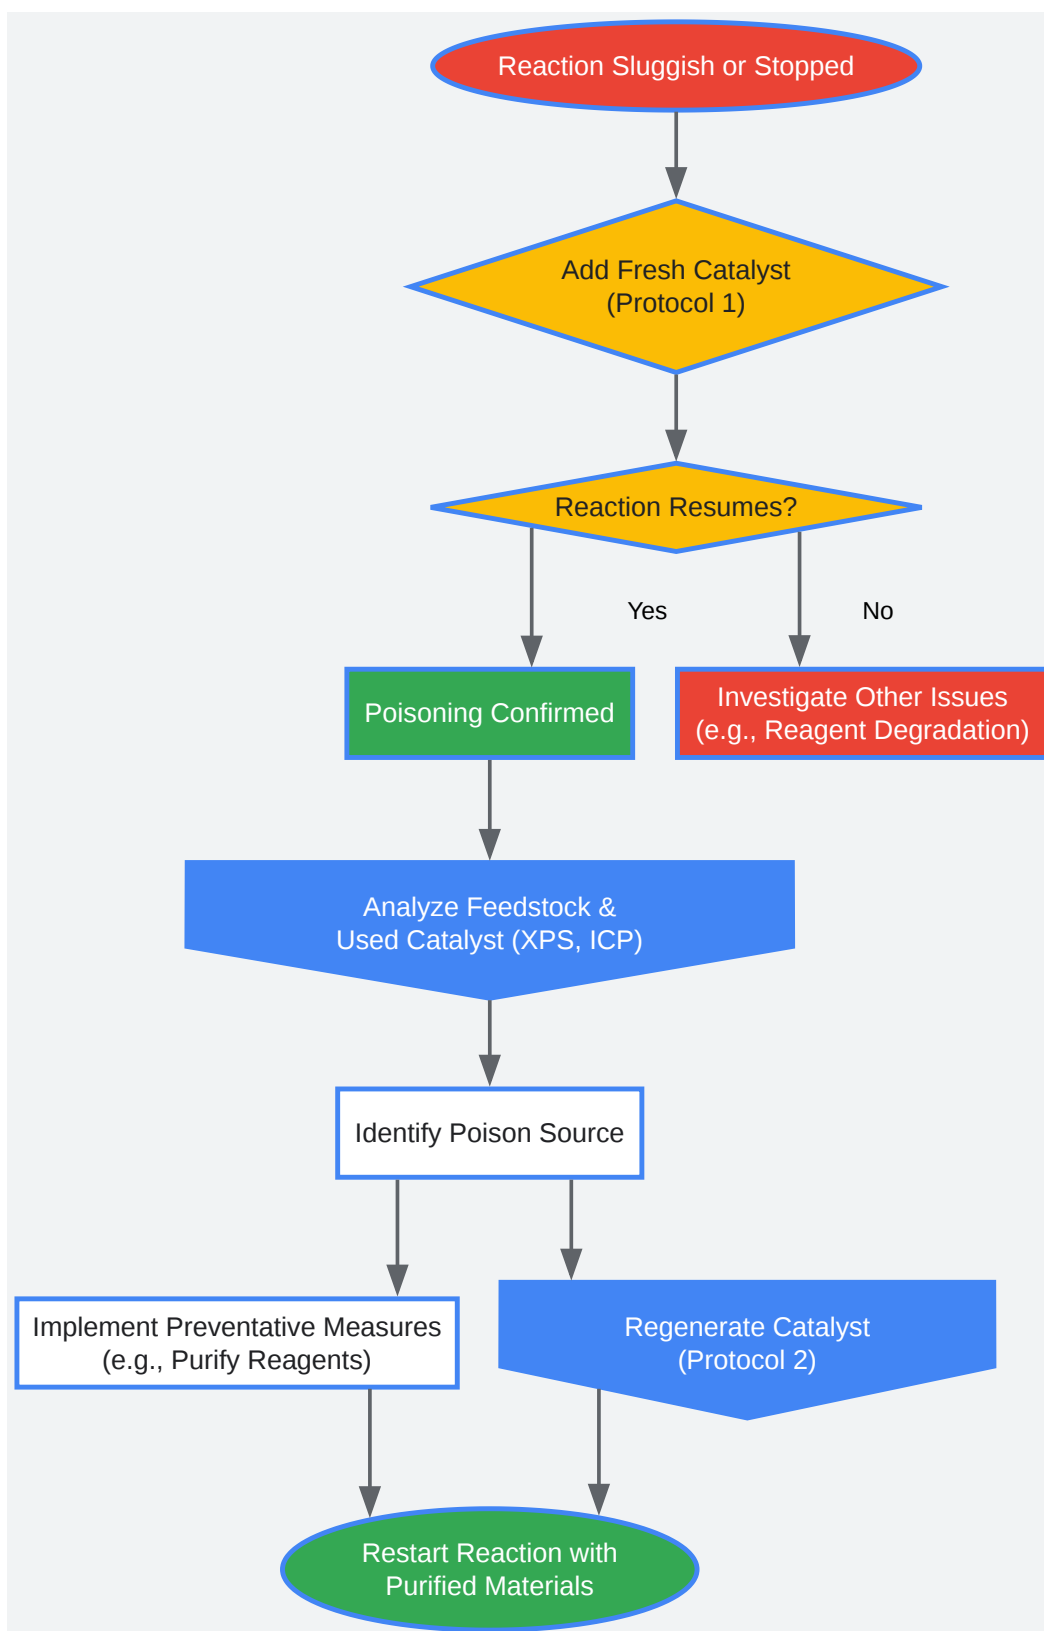 Reaction Sluggish or Stopped
Add Fresh Catalyst
(Protocol 1)
Reaction Resumes?
Yes
No
Poisoning Confirmed
Investigate Other Issues
(e.g., Reagent Degradation)
Analyze Feedstock &
Used Catalyst (XPS, ICP)
Identify Poison Source
Implement Preventative Measures
(e.g., Purify Reagents)
Regenerate Catalyst
(Protocol 2)
Restart Reaction with
Purified Materials